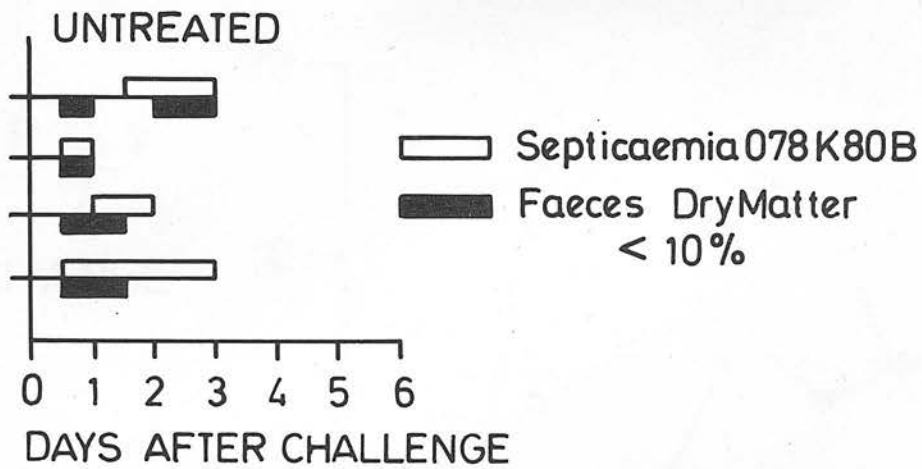 UNTREATED
Septicaemia 078 K80B
Faeces Dry Matter
< 10%
0 1 2 3 4 5 6
DAYS AFTER CHALLENGE